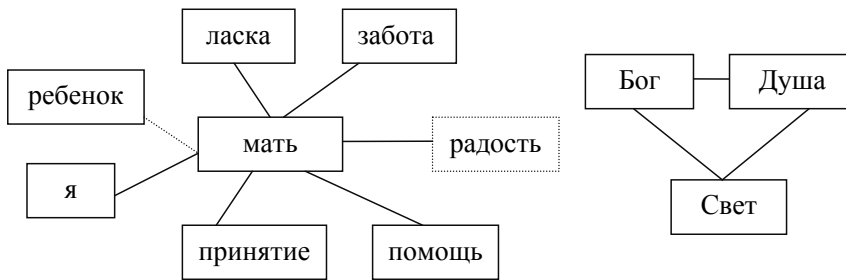 ласка
забота
ребенок
мать
радость
я
принятие
помощь
Бог
Душа
Свет